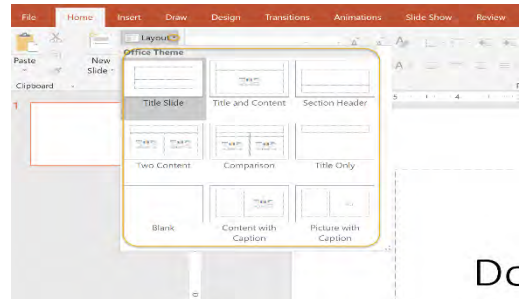 File Home Insert Draw Design Transitions Animations Slide Show Review
Layout
Paste
New
Slide
Clipboard
Office Theme
Title Slide Title and Content Section Header
Two Content Comparison Title Only
Blank Content with Caption Picture with Caption
1
5 4
Do